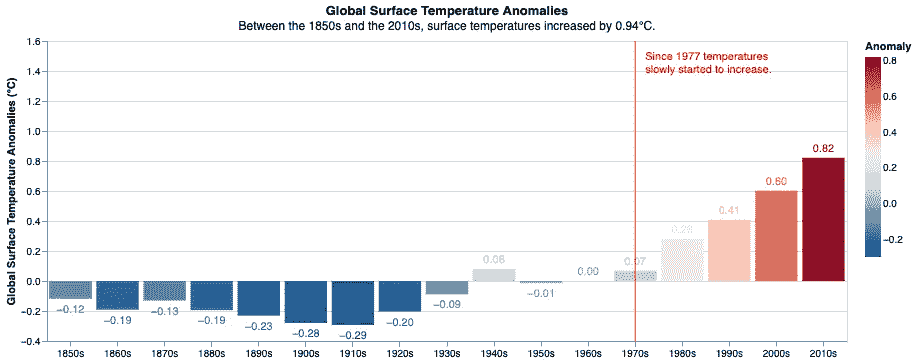 Global Surface Temperature Anomalies
Between the 1850s and the 2010s, surface temperatures increased by 0.94°C.
Global Surface Temperature Anomalies (°C)
1.6
1.4
1.2
1.0
0.8
0.6
0.4
0.2
0.0
−0.2
−0.4
Since 1977 temperatures
slowly started to increase.
−0.12
−0.19
−0.13
−0.19
−0.23
−0.28
−0.29
−0.20
−0.09
0.08
−0.01
0.00
0.07
0.41
0.60
0.82
1850s
1860s
1870s
1880s
1890s
1900s
1910s
1920s
1930s
1940s
1950s
1960s
1970s
1980s
1990s
2000s
2010s
Anomaly
0.8
0.6
0.4
0.2
0.0
−0.2